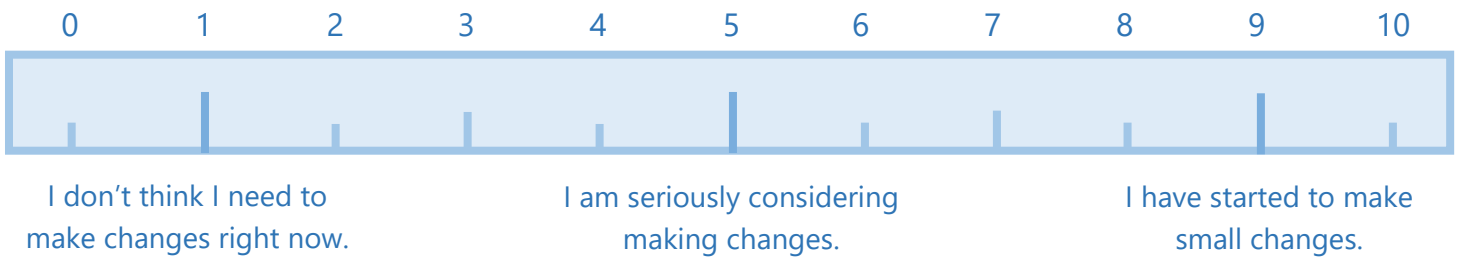 0 1 2 3 4 5 6 7 8 9 10
I don’t think I need to
make changes right now.
I am seriously considering
making changes.
I have started to make
small changes.